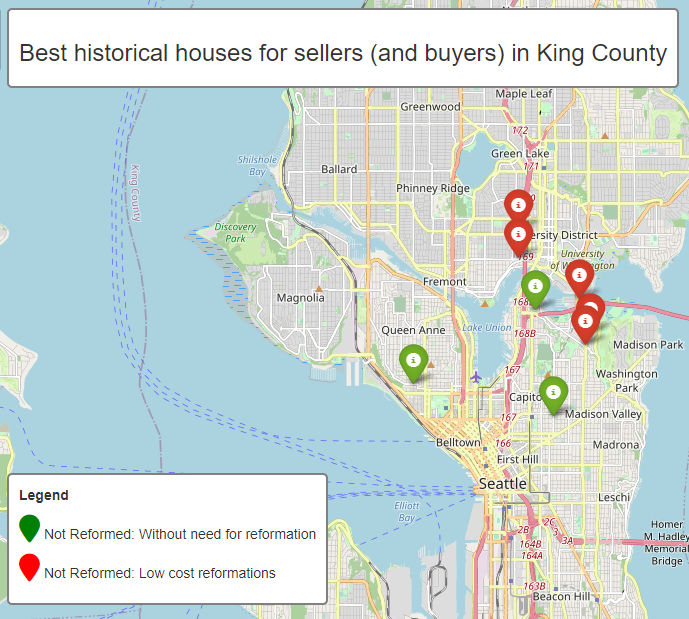 Best historical houses for sellers (and buyers) in King County
Maple Leaf
Greenwood
172
Green Lake
171
Shilshole
Bay
Ballard
King County
Phinney Ridge
Discovery
Park
University District
169
University
of Washington
Fremont
Magnolia
168
Queen Anne
Lake Union
168B
Madison Park
167
Washington
Park
Capito
Madison Valley
167
Belltown
166
Madrona
First Hill
Seattle
Leschi
Elliott
Bay
2B
2C
3A
Homer
M. Hadley
Memorial
Bridge
164B
164A
163B
Beacon Hill
Legend
Not Reformed: Without need for reformation
Not Reformed: Low cost reformations